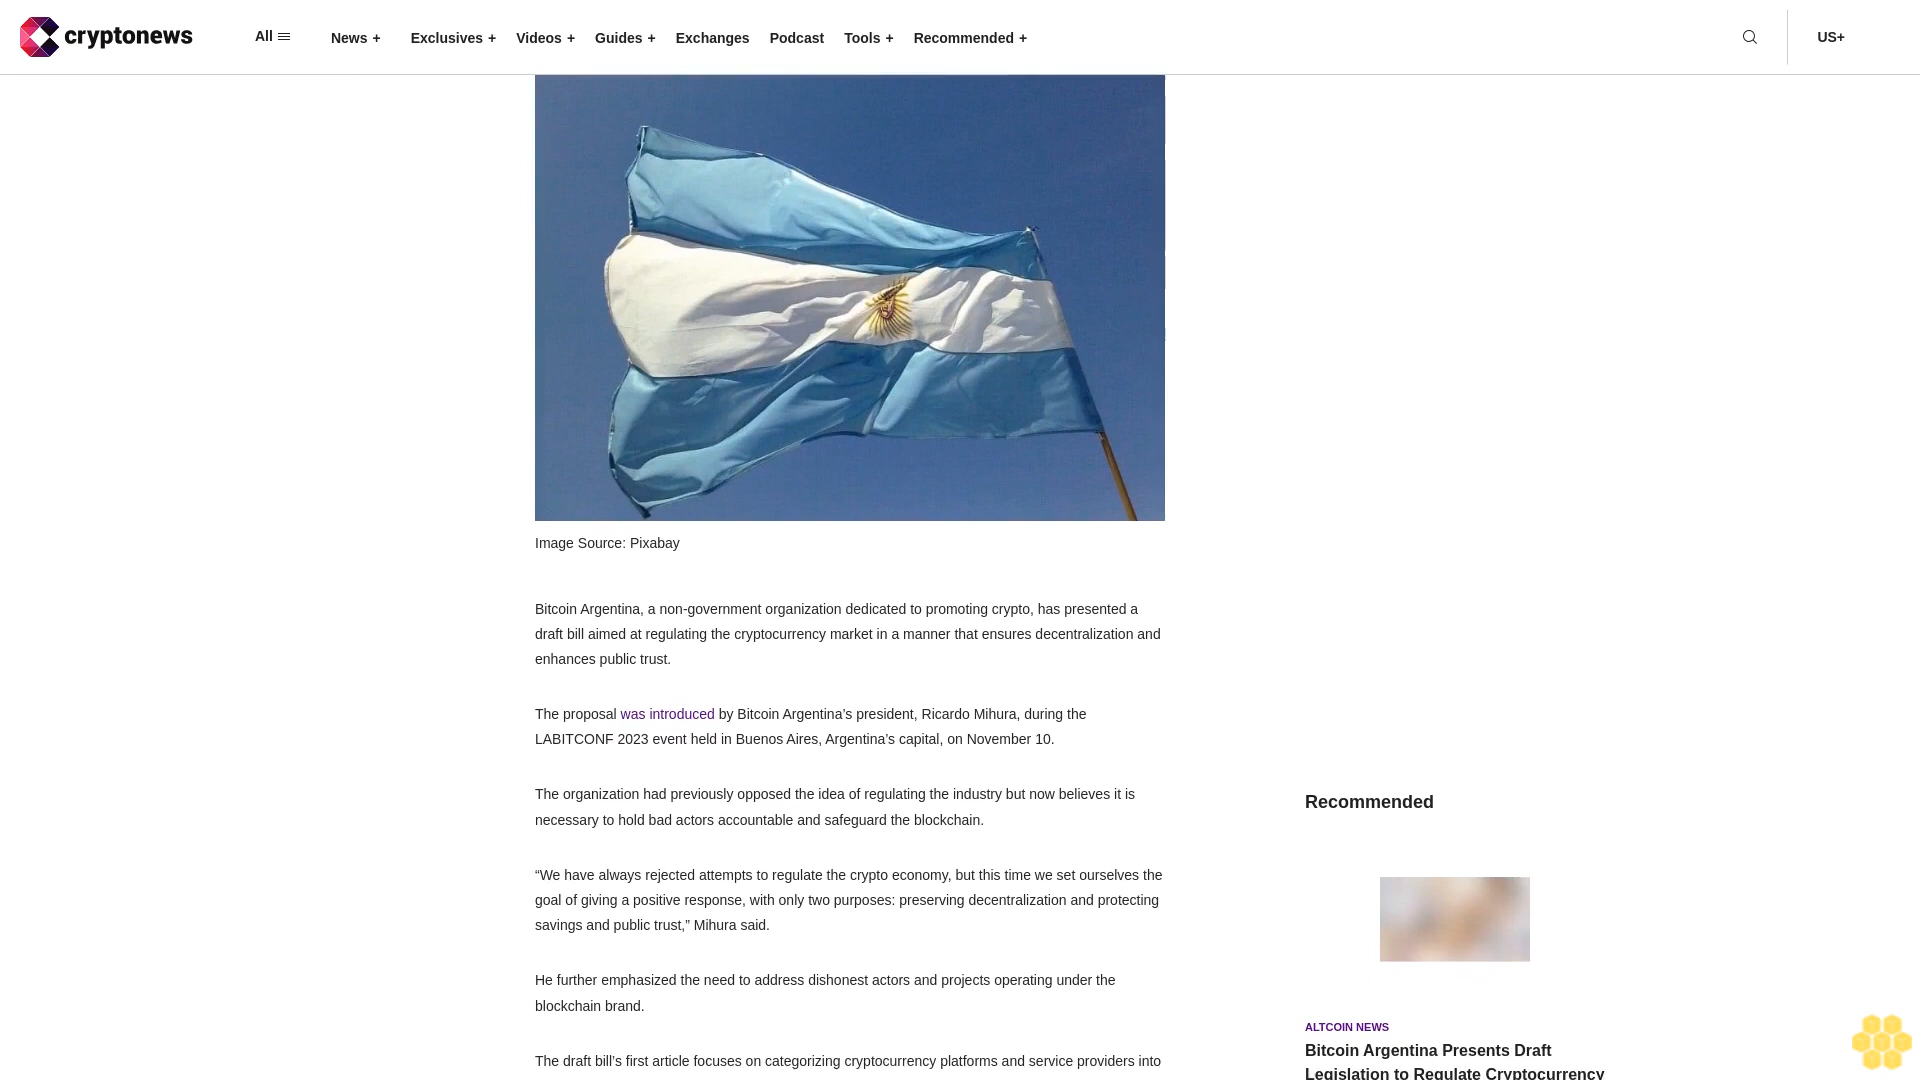 cryptonews
All
News +
Exclusives +
Videos +
Guides +
Exchanges
Podcast
Tools +
Recommended +
US+
Image Source: Pixabay
Bitcoin Argentina, a non-government organization dedicated to promoting crypto, has presented a
draft bill aimed at regulating the cryptocurrency market in a manner that ensures decentralization and
enhances public trust.
The proposal was introduced by Bitcoin Argentina’s president, Ricardo Mihura, during the
LABITCONF 2023 event held in Buenos Aires, Argentina’s capital, on November 10.
The organization had previously opposed the idea of regulating the industry but now believes it is
necessary to hold bad actors accountable and safeguard the blockchain.
“We have always rejected attempts to regulate the crypto economy, but this time we set ourselves the
goal of giving a positive response, with only two purposes: preserving decentralization and protecting
savings and public trust,” Mihura said.
He further emphasized the need to address dishonest actors and projects operating under the
blockchain brand.
The draft bill’s first article focuses on categorizing cryptocurrency platforms and service providers into
Recommended
ALTCOIN NEWS
Bitcoin Argentina Presents Draft
Legislation to Regulate Cryptocurrency